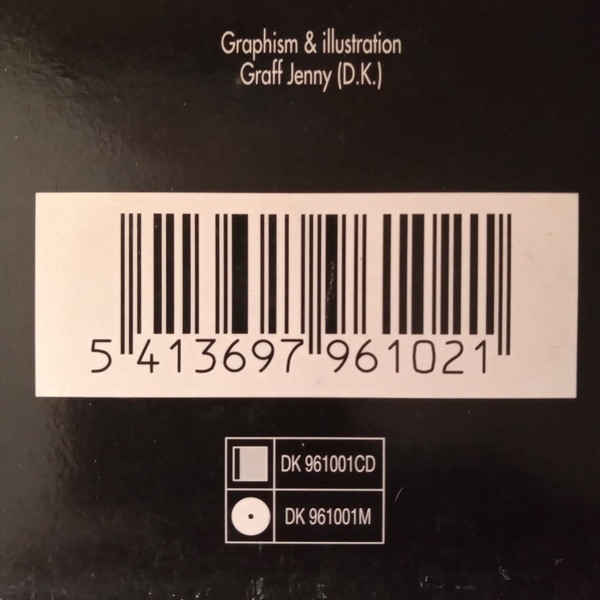 Graphism & illustration
Graff Jenny (D.K.)
5 413697 961021
DK 961001CD
DK 961001M